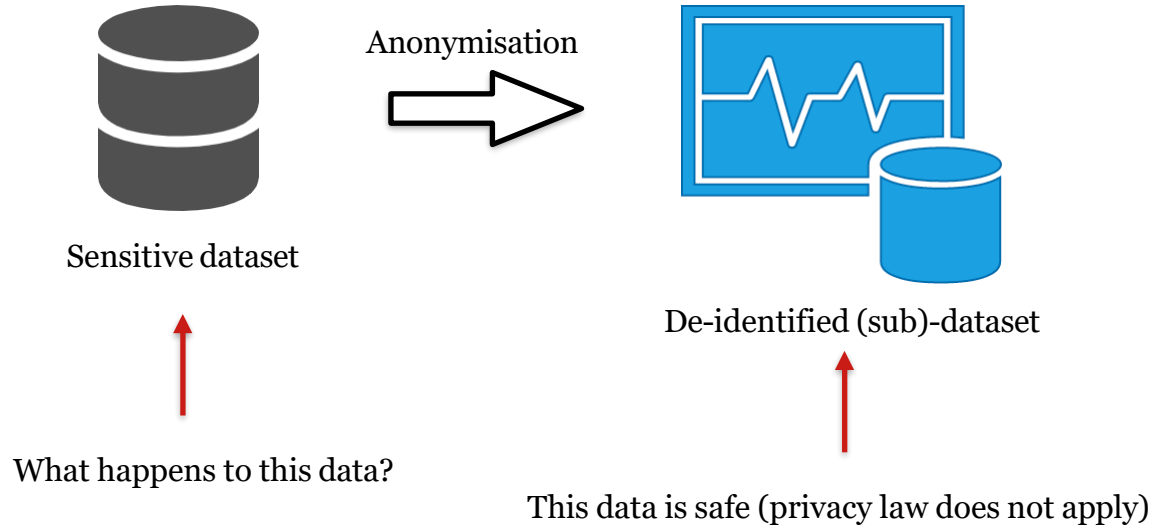 Anonymisation
Sensitive dataset
De-identified (sub)-dataset
What happens to this data?
This data is safe (privacy law does not apply)